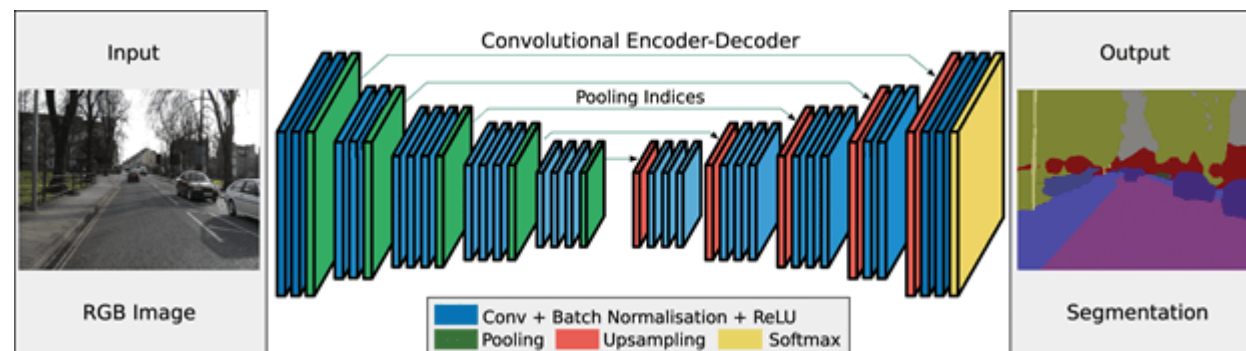 Input
RGB Image
Convolutional Encoder-Decoder
Pooling Indices
Conv + Batch Normalisation + ReLU
Pooling
Upsampling
Softmax
Output
Segmentation